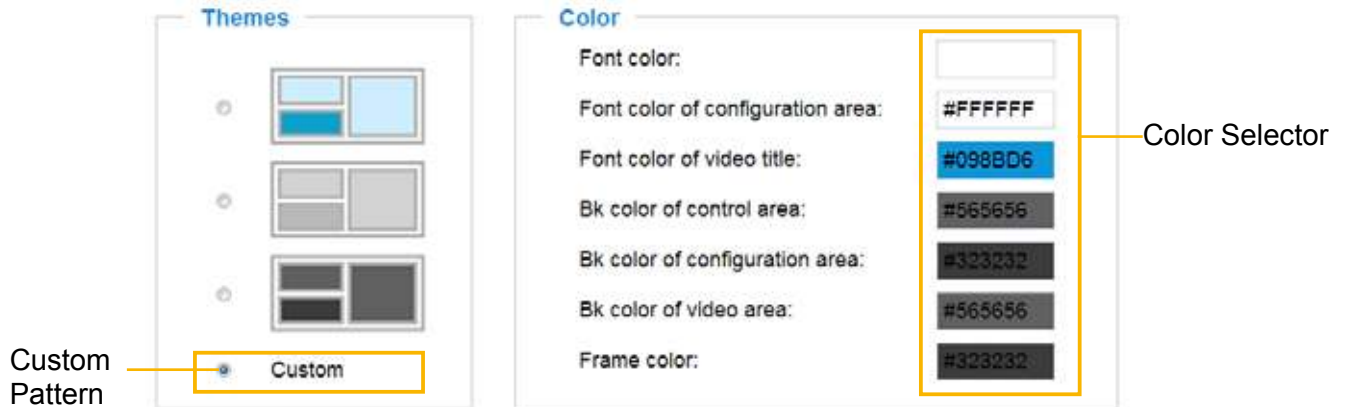 Themes
Custom
Custom
Pattern
Color
Font color:
Font color of configuration area: #FFFFFF
Font color of video title: #098BD6
Bk color of control area: #565656
Bk color of configuration area: #323232
Bk color of video area: #565656
Frame color: #323232
Color Selector